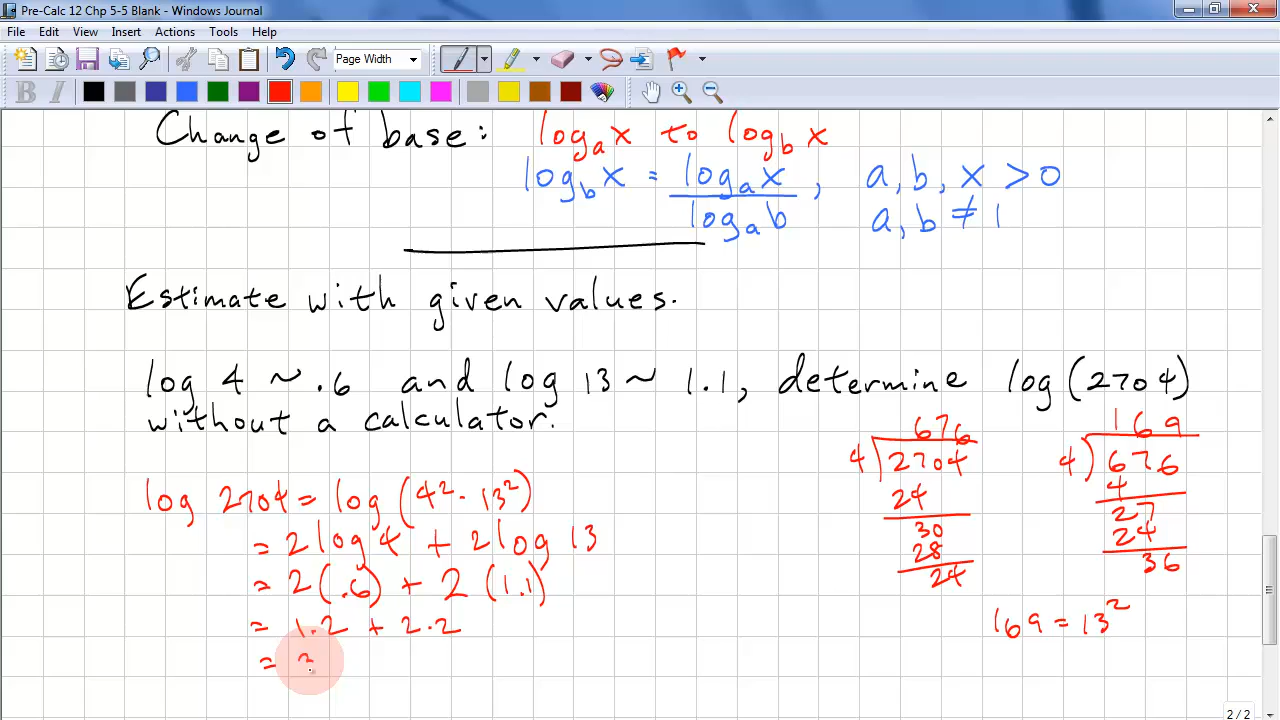 Pre-Calc 12 Chp 5-5 Blank - Windows Journal
File Edit View Insert Actions Tools Help
Page Width
B I
Change of base: logₐx to log_b x
log_b x = logₐx / logₐb , a, b, x > 0
a, b ≠ 1
Estimate with given values.
log 4 ~ .6 and log 13 ~ 1.1, determine log(2704)
without a calculator.
log 2704 = log (4² · 13²)
= 2 log 4 + 2 log 13
= 2 (.6) + 2 (1.1)
= 1.2 + 2.2
= 3
676
4 2704
24
30
28
24
169
4 676
4
27
24
36
169 = 13²
2 / 2